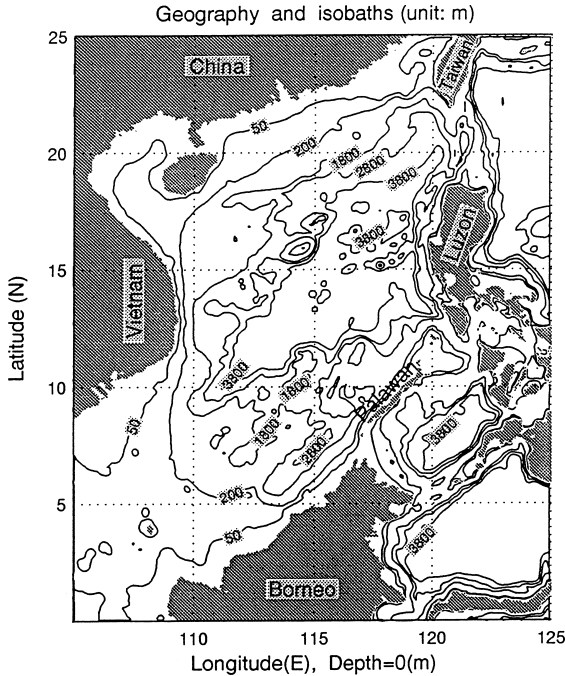 Geography and isobaths (unit: m)
25
China
Taiwan
50
200
1800
2800
20
3800
3800
Luzon
15
Vietnam
Latitude (N)
3800
1800
Palawan
10
50
1800
3800
2800
200
5
50
3800
Borneo
110
115
120
125
Longitude(E), Depth=0(m)